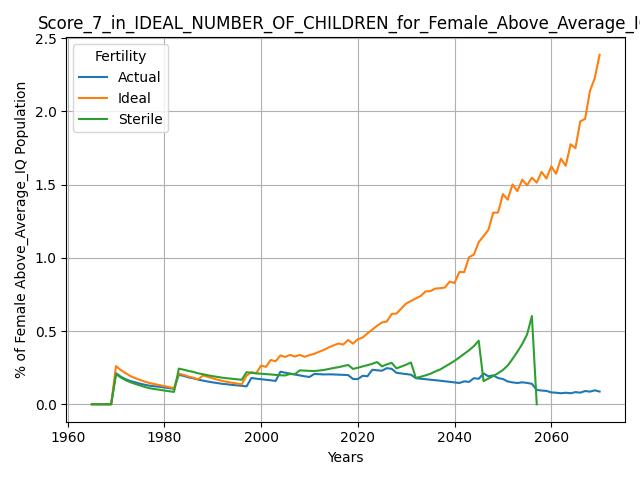 Score_7_in_IDEAL_NUMBER_OF_CHILDREN_for_Female_Above_Average_I
2.5
2.0
1.5
1.0
0.5
0.0
% of Female Above_Average_IQ Population
Fertility
Actual
Ideal
Sterile
1960 1980 2000 2020 2040 2060
Years